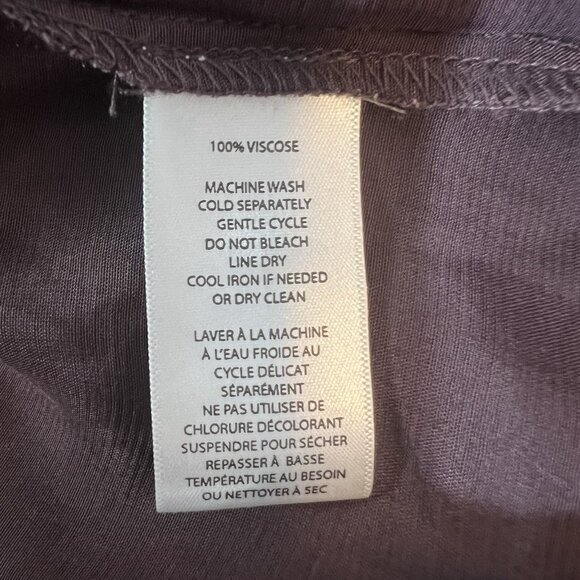 100% VISCOSE
MACHINE WASH
COLD SEPARATELY
GENTLE CYCLE
DO NOT BLEACH
LINE DRY
COOL IRON IF NEEDED
OR DRY CLEAN
LAVER À LA MACHINE
À L'EAU FROIDE AU
CYCLE DÉLICAT
SÉPARÉMENT
NE PAS UTILISER DE
CHLORURE DÉCOLORANT
SUSPENDRE POUR SÉCHER
REPASSER À BASSE
TEMPÉRATURE AU BESOIN
OU NETTOYER À SEC